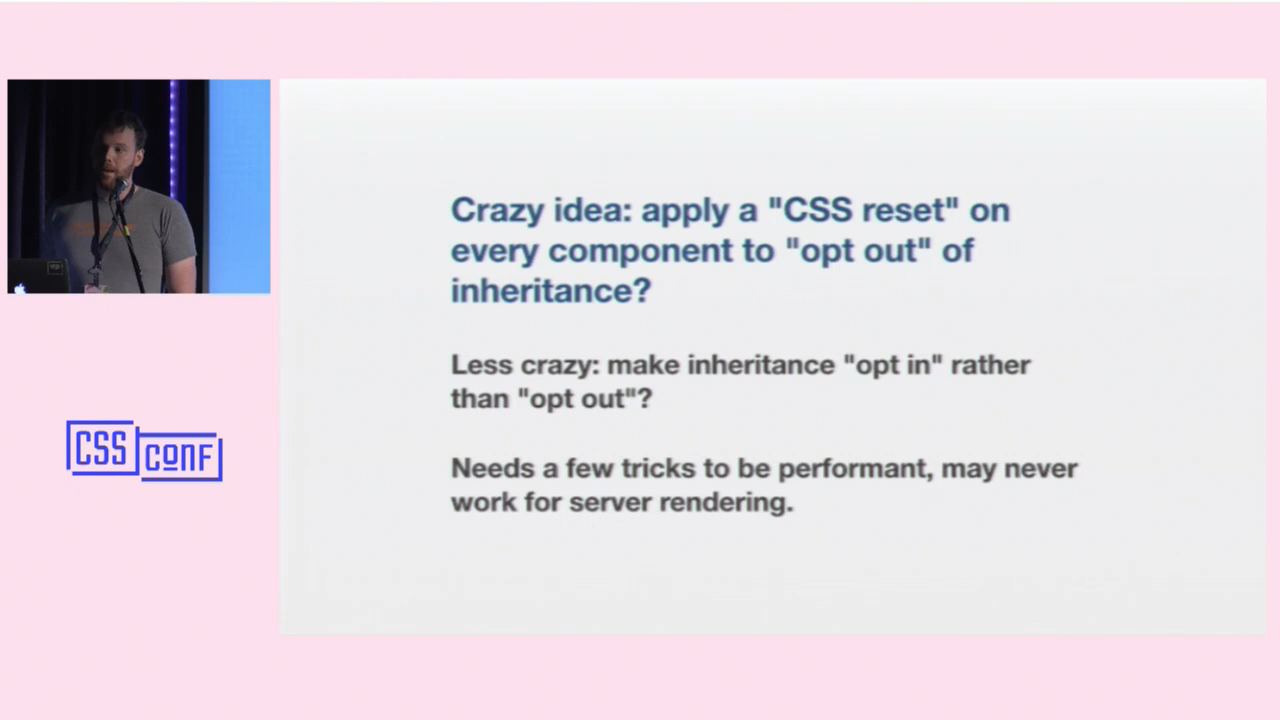 Crazy idea: apply a "CSS reset" on
every component to "opt out" of
inheritance?
Less crazy: make inheritance "opt in" rather
than "opt out"?
Needs a few tricks to be performant, may never
work for server rendering.
CSS
CONF